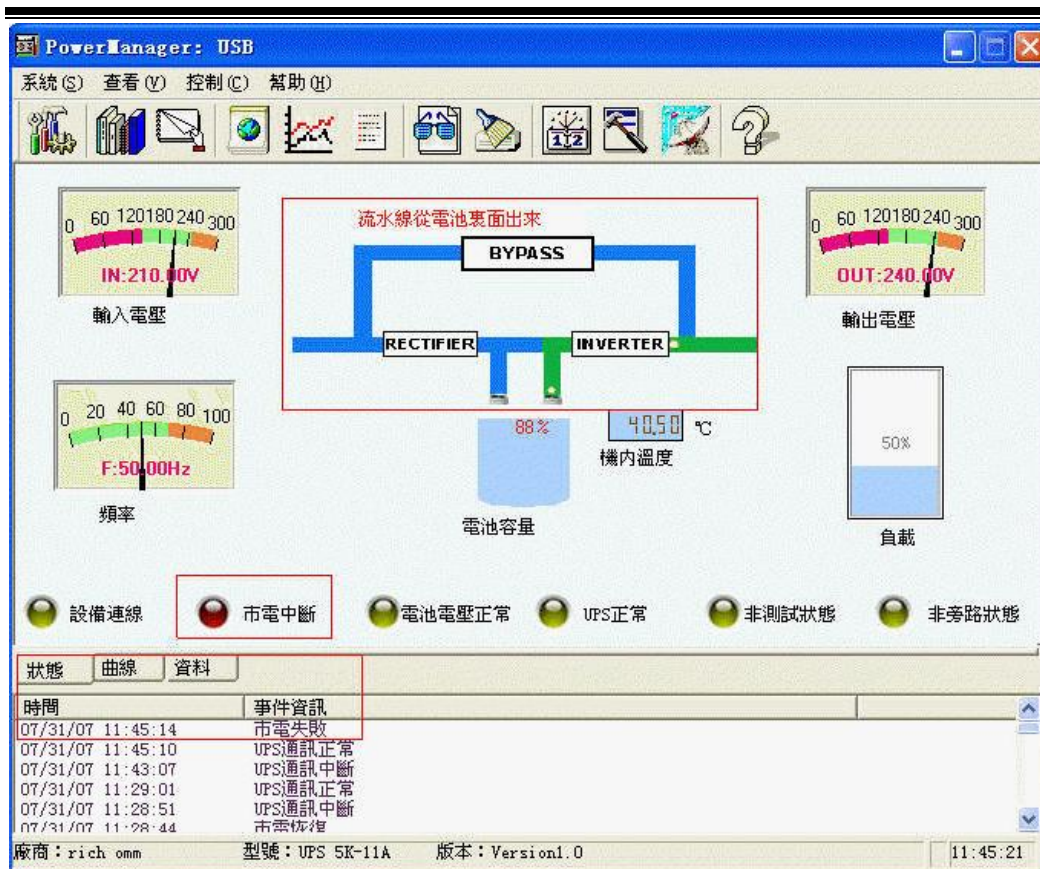 PowerManager: USB
系統(S) 查看(V) 控制(C) 幫助(H)
0 60 120 180 240 300
IN:210.00V
輸入電壓
流水線從電池裏面出來
BYPASS
RECTIFIER
INVERTER
0 60 120 180 240 300
OUT:240.00V
輸出電壓
0 20 40 60 80 100
F:50.00Hz
頻率
88%
電池容量
40.50 ℃
機內溫度
50%
負載
設備連線 市電中斷 電池電壓正常 UPS正常 非測試狀態 非旁路狀態
狀態 曲線 資料
時間 事件資訊
07/31/07 11:45:14 市電失敗
07/31/07 11:45:10 UPS通訊正常
07/31/07 11:43:07 UPS通訊中斷
07/31/07 11:29:01 UPS通訊正常
07/31/07 11:28:51 UPS通訊中斷
07/31/07 11:28:44 市電恢復
廠商：rich omm 型號：UPS 5K-11A 版本：Version1.0 11:45:21